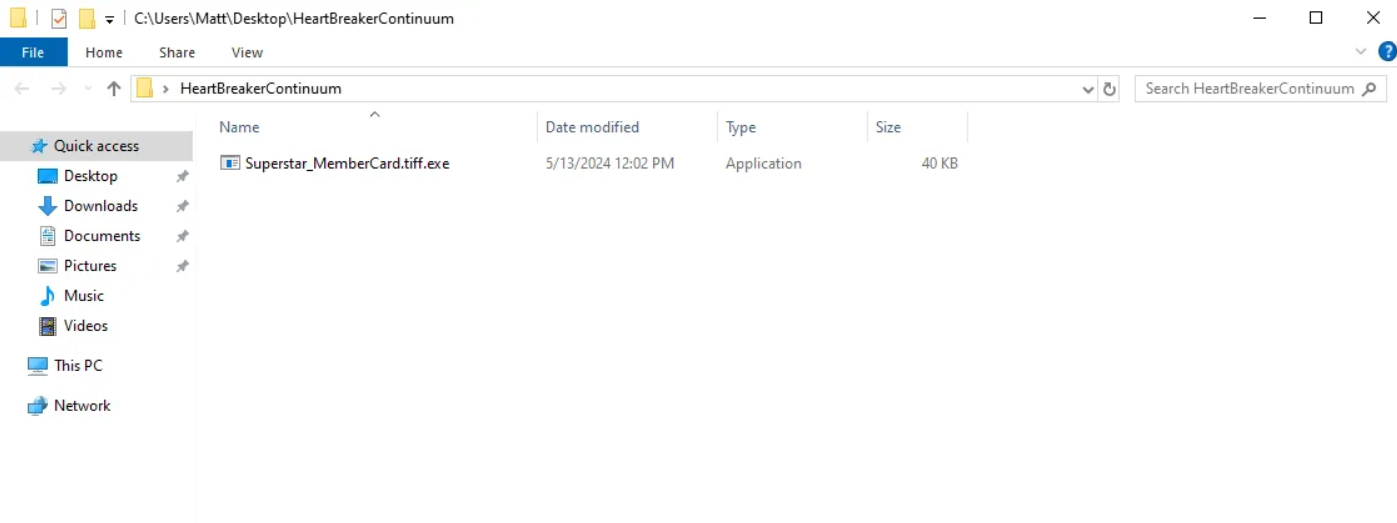 C:\Users\Matt\Desktop\HeartBreakerContinuum
File Home Share View
HeartBreakerContinuum Search HeartBreakerContinuum
Name Date modified Type Size
Quick access
Superstar_MemberCard.tiff.exe 5/13/2024 12:02 PM Application 40 KB
Desktop
Downloads
Documents
Pictures
Music
Videos
This PC
Network